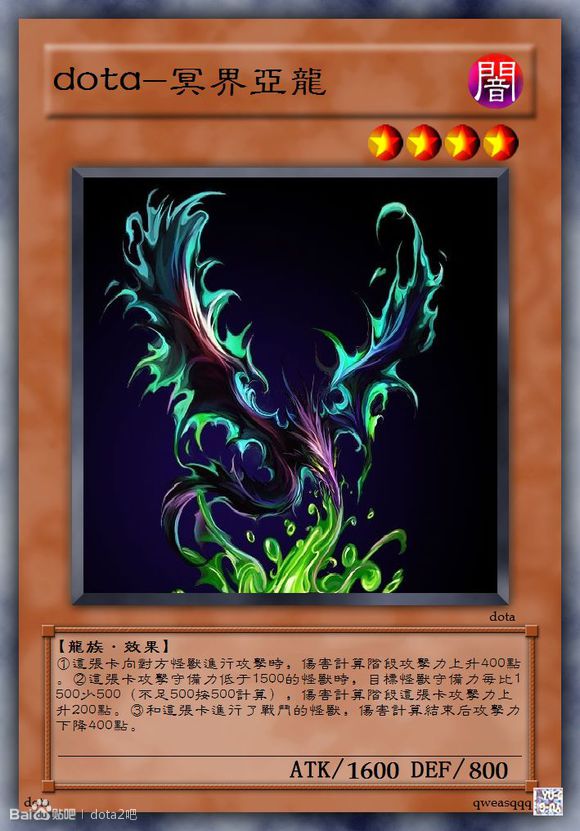 dota-冥界亞龍
闇
dota
【龍族·效果】
①這張卡向對方怪獸進行攻擊時，傷害計算階段攻擊力上升400點
。②這張卡攻擊守備力低于1500的怪獸時，目標怪獸守備力每比1
500少500（不足500按500計算），傷害計算階段這張卡攻擊力上
升200點。③和這張卡進行了戰鬥的怪獸，傷害計算結束后攻擊力
下降400點。
ATK/1600 DEF/800
qweasqqq
Bai 贴吧 | dota2吧